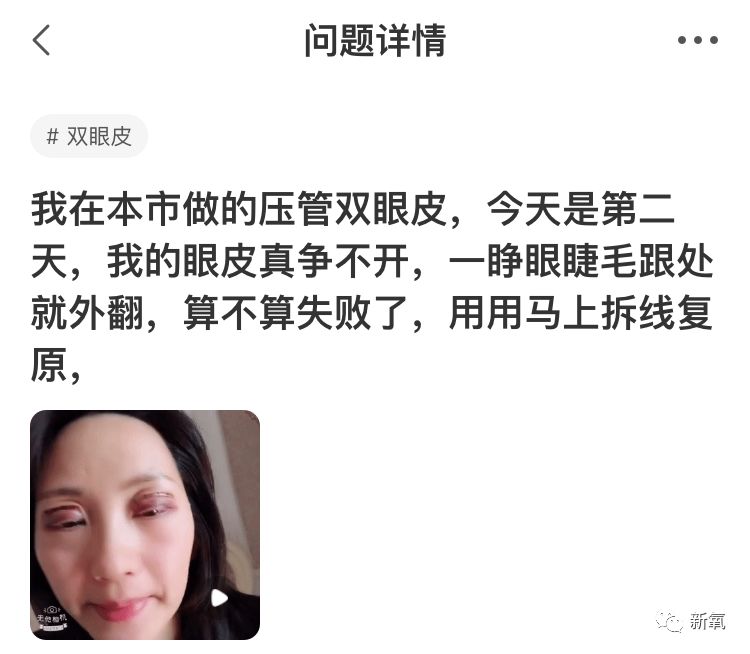 问题详情
# 双眼皮
我在本市做的压管双眼皮，今天是第二
天，我的眼皮真争不开，一睁眼睫毛跟处
就外翻，算不算失败了，用用马上拆线复
原，
无他相机
新氧